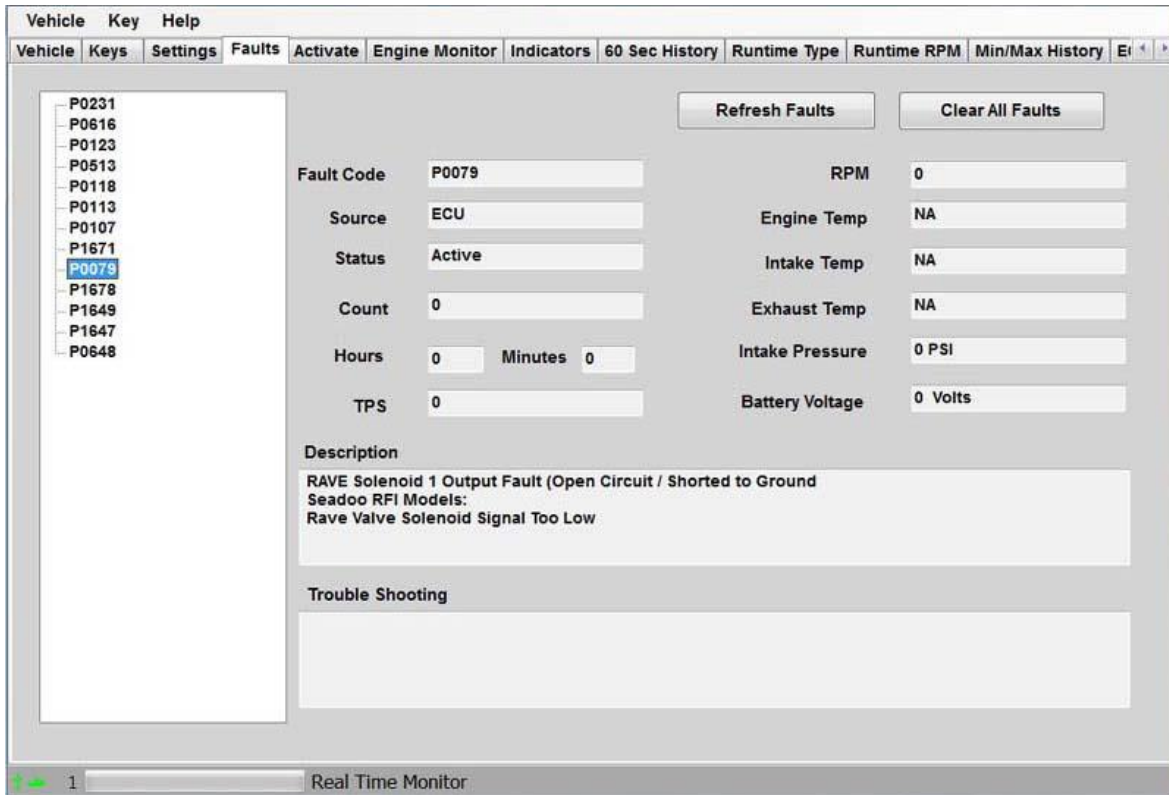 Vehicle Key Help
Vehicle Keys Settings Faults Activate Engine Monitor Indicators 60 Sec History Runtime Type Runtime RPM Min/Max History
P0231
P0616
P0123
P0513
P0118
P0113
P0107
P1671
P0079
P1678
P1649
P1647
P0648
Refresh Faults Clear All Faults
Fault Code P0079 RPM 0
Source ECU Engine Temp NA
Status Active Intake Temp NA
Count 0 Exhaust Temp NA
Hours 0 Minutes 0 Intake Pressure 0 PSI
TPS 0 Battery Voltage 0 Volts
Description
RAVE Solenoid 1 Output Fault (Open Circuit / Shorted to Ground
Seadoo RFI Models:
Rave Valve Solenoid Signal Too Low
Trouble Shooting
1 Real Time Monitor